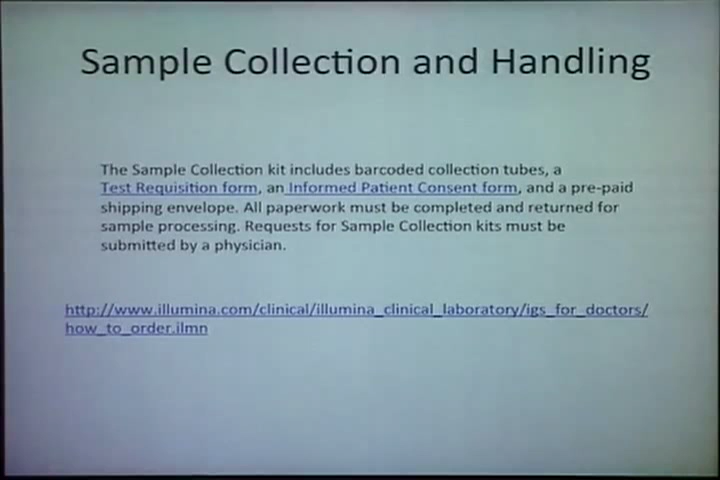 Sample Collection and Handling
The Sample Collection kit includes barcoded collection tubes, a
Test Requisition form, an Informed Patient Consent form, and a pre-paid
shipping envelope. All paperwork must be completed and returned for
sample processing. Requests for Sample Collection kits must be
submitted by a physician.
http://www.illumina.com/clinical/illumina_clinical_laboratory/igs_for_doctors/
how_to_order.ilmn